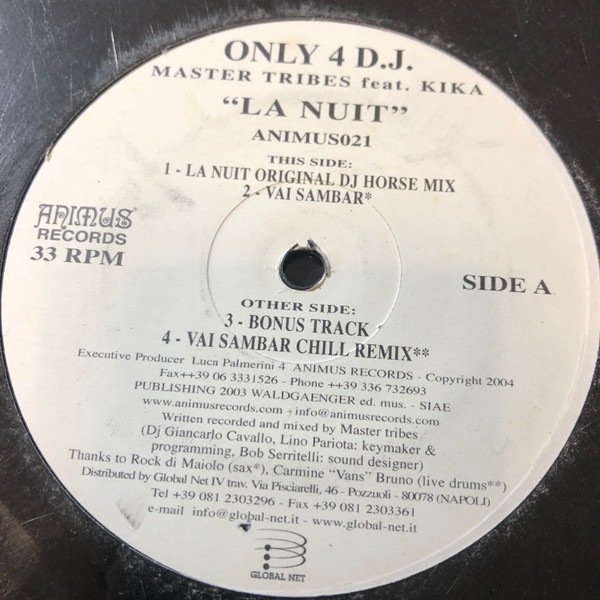 ONLY 4 D.J.
MASTER TRIBES feat. KIKA
"LA NUIT"
ANIMUS021
THIS SIDE:
1 - LA NUIT ORIGINAL DJ HORSE MIX
2 - VAI SAMBAR*
ANIMUS
RECORDS
33 RPM
SIDE A
OTHER SIDE:
3 - BONUS TRACK
4 - VAI SAMBAR CHILL REMIX**
Executive Producer Luca Palmerini 4 ANIMUS RECORDS - Copyright 2004
Fax++39 06 3331526 - Phone ++39 336 732693
PUBLISHING 2003 WALDGAENGER ed. mus. - SIAE
www.animusrecords.com - info@animusrecords.com
Written recorded and mixed by Master tribes
(Dj Giancarlo Cavallo, Lino Pariota: keymaker &
programming, Bob Serritelli: sound designer)
Thanks to Rock di Maiolo (sax*), Carmine "Vans" Bruno (live drums**)
Distributed by Global Net IV trav. Via Pisciarelli, 46 - Pozzuoli - 80078 (NAPOLI)
Tel +39 081 2303296 - Fax +39 081 2303361
e-mail info@global-net.it - www.global-net.it
GLOBAL NET